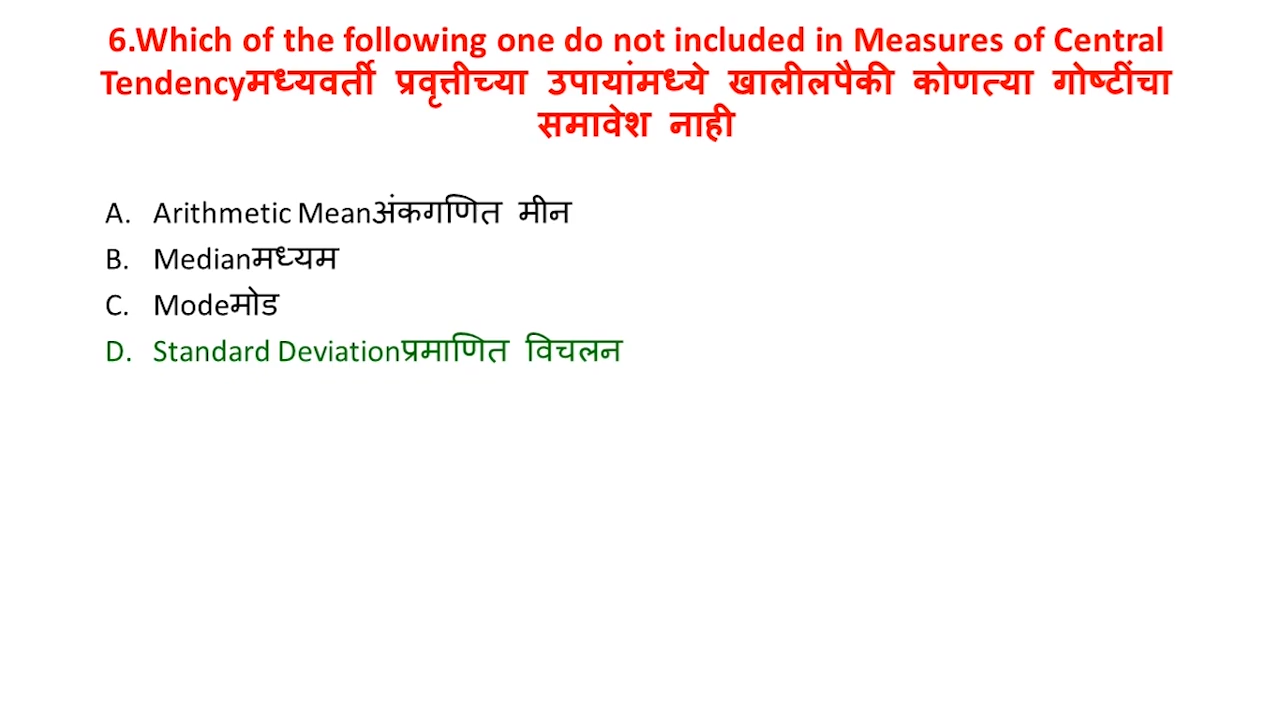 6.Which of the following one do not included in Measures of Central
Tendencyमध्यवर्ती प्रवृत्तीच्या उपायांमध्ये खालीलपैकी कोणत्या गोष्टींचा
समावेश नाही
A. Arithmetic Meanअंकगणित मीन
B. Medianमध्यम
C. Modeमोड
D. Standard Deviationप्रमाणित विचलन